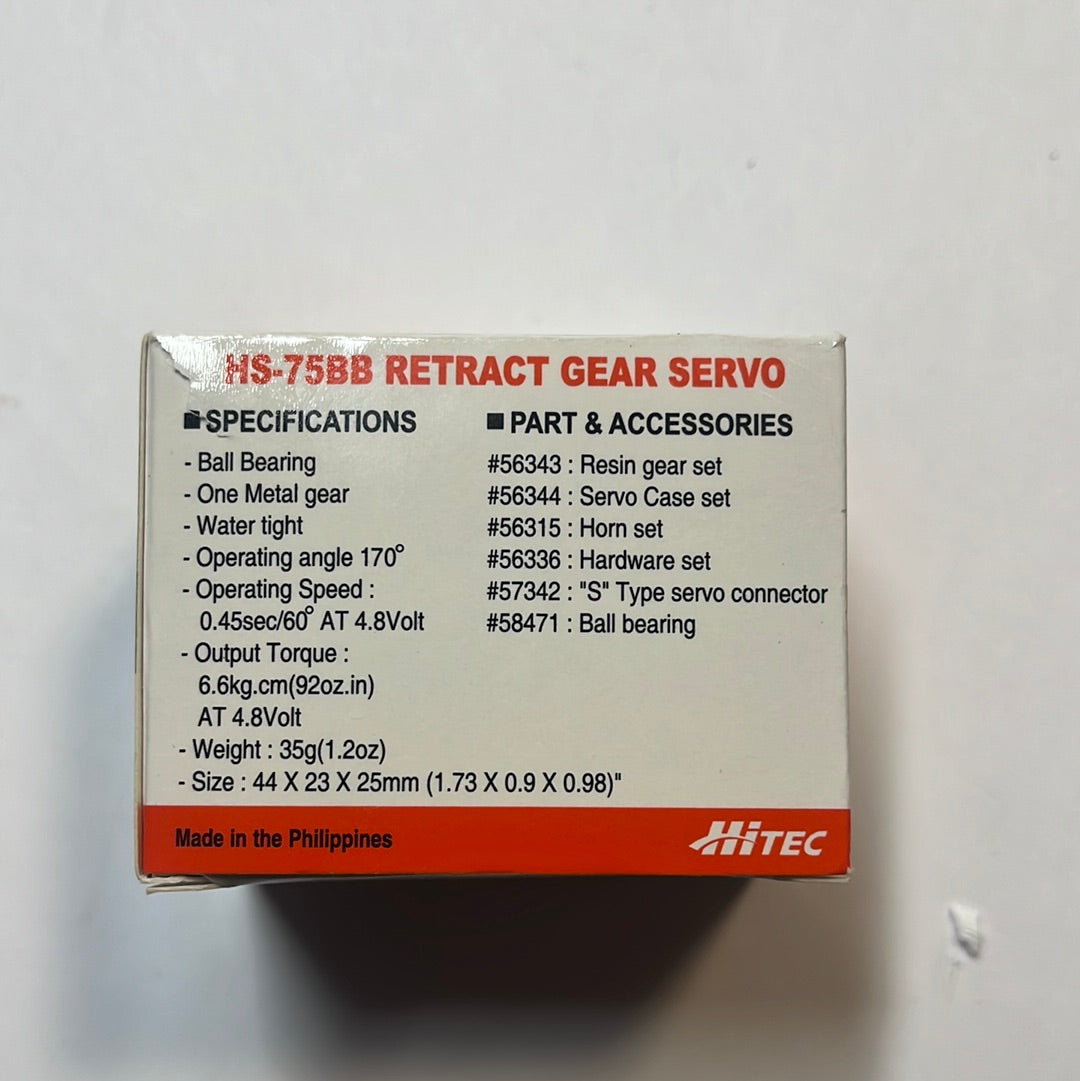 HS-75BB RETRACT GEAR SERVO
■ SPECIFICATIONS
- Ball Bearing
- One Metal gear
- Water tight
- Operating angle 170°
- Operating Speed :
0.45sec/60° AT 4.8Volt
- Output Torque :
6.6kg.cm(92oz.in)
AT 4.8Volt
- Weight : 35g(1.2oz)
- Size : 44 X 23 X 25mm (1.73 X 0.9 X 0.98)"
■ PART & ACCESSORIES
#56343 : Resin gear set
#56344 : Servo Case set
#56315 : Horn set
#56336 : Hardware set
#57342 : "S" Type servo connector
#58471 : Ball bearing
Made in the Philippines
HiTEC